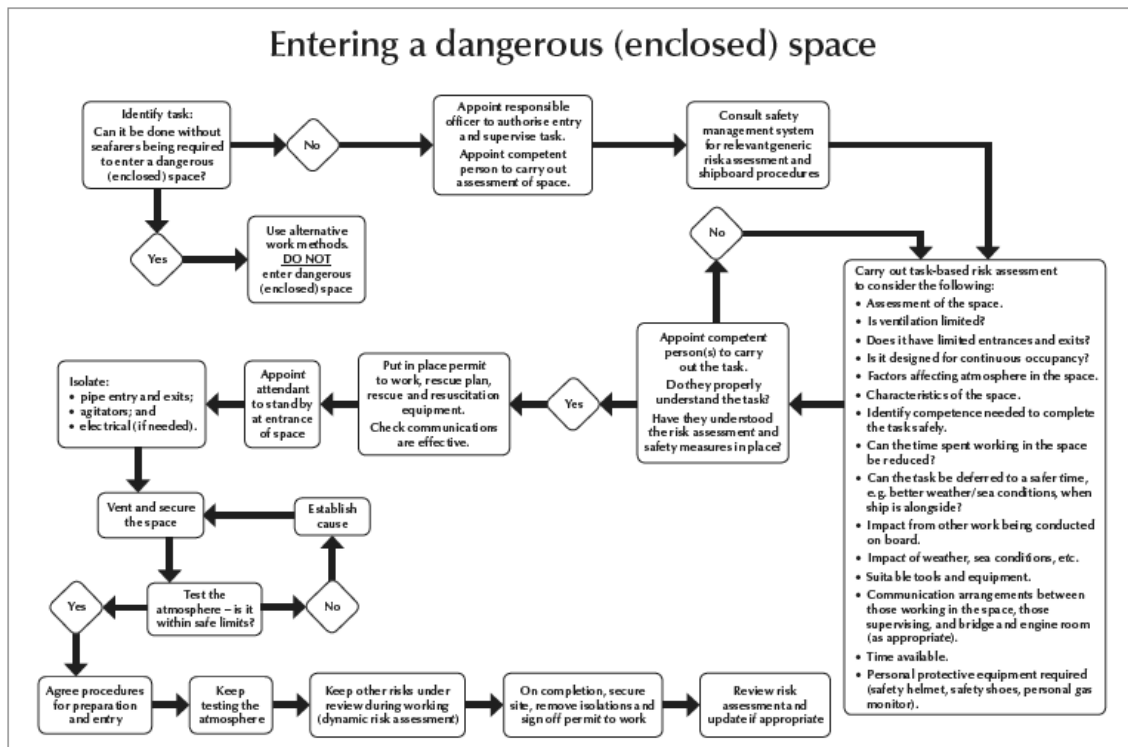 Entering a dangerous (enclosed) space
Identify task:
Can it be done without
seafarers being required
to enter a dangerous
(enclosed) space?
No
Appoint responsible
officer to authorise entry
and supervise task.
Appoint competent
person to carry out
assessment of space.
Consult safety
management system
for relevant generic
risk assessment and
shipboard procedures
Yes
Use alternative
work methods.
DO NOT
enter dangerous
(enclosed) space
No
Carry out task-based risk assessment
to consider the following:
• Assessment of the space.
• Is ventilation limited?
• Does it have limited entrances and exits?
• Is it designed for continuous occupancy?
• Factors affecting atmosphere in the space.
• Characteristics of the space.
• Identify competence needed to complete
the task safely.
• Can the time spent working in the space
be reduced?
• Can the task be deferred to a safer time,
e.g. better weather/sea conditions, when
ship is alongside?
• Impact from other work being conducted
on board.
• Impact of weather, sea conditions, etc.
• Suitable tools and equipment.
• Communication arrangements between
those working in the space, those
supervising, and bridge and engine room
(as appropriate).
• Time available.
• Personal protective equipment required
(safety helmet, safety shoes, personal gas
monitor).
Appoint competent
person(s) to carry
out the task.
Do they properly
understand the task?
Have they understood
the risk assessment and
safety measures in place?
Yes
Put in place permit
to work, rescue plan,
rescue and resuscitation
equipment.
Check communications
are effective.
Appoint
attendant
to stand by
at entrance
of space
Isolate:
• pipe entry and exits;
• agitators; and
• electrical (if needed).
Vent and secure
the space
Establish
cause
Test the
atmosphere – is it
within safe limits?
No
Yes
Agree procedures
for preparation
and entry
Keep
testing the
atmosphere
Keep other risks under
review during working
(dynamic risk assessment)
On completion, secure
site, remove isolations and
sign off permit to work
Review risk
assessment and
update if appropriate